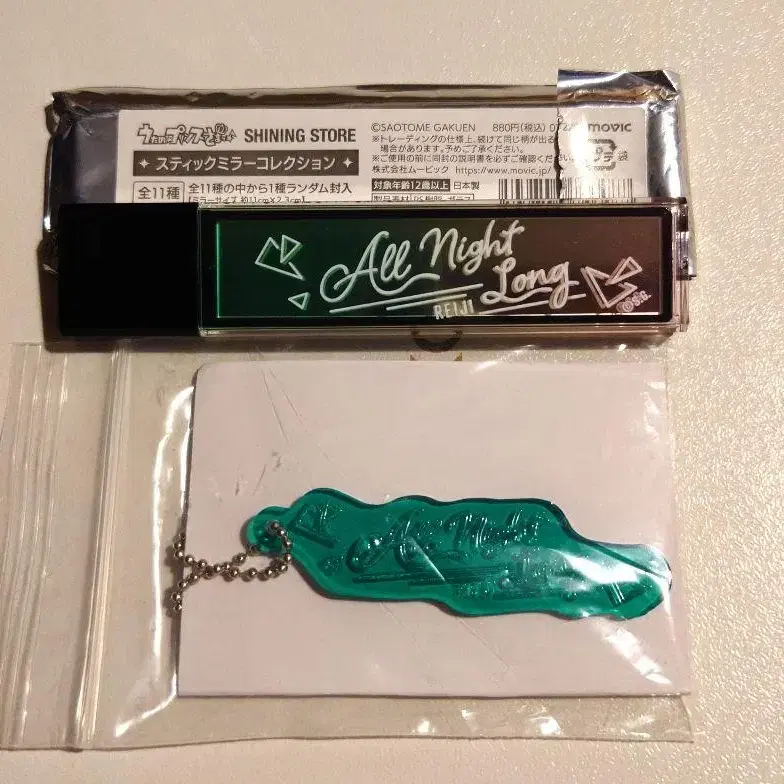 うたの☆プリンスさまっ♪ SHINING STORE
✦ スティックミラーコレクション ✦
全11種 全11種の中から1種ランダム封入
©SAOTOME GAKUEN 880円(税込)
※トレーディングの仕様上、続けて同じ柄が出る
場合があります。予めご了承ください。
※ご使用の前に同封の説明書を必ずご確認くださ
株式会社ムービック https://www.movic.jp/
対象年齢12歳以上 日本製
movic
プラ 袋
All Night
Long
REIJI
©S.G.
All Night